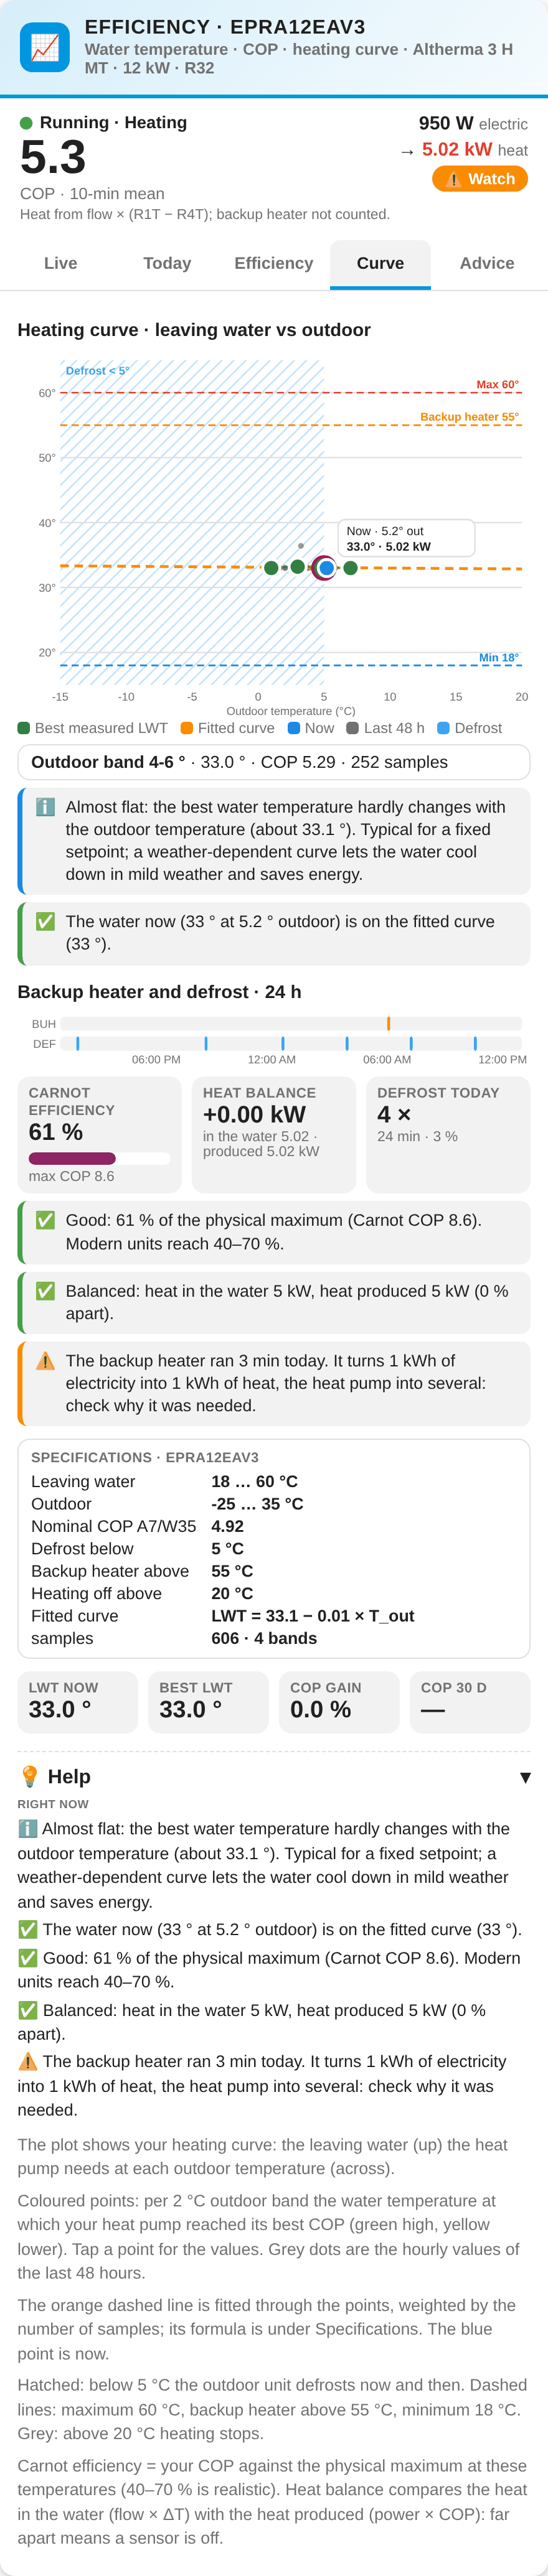 EFFICIENCY · EPRA12EAV3
Water temperature · COP · heating curve · Altherma 3 H
MT · 12 kW · R32
Running · Heating
5.3
COP · 10-min mean
950 W electric
→ 5.02 kW heat
⚠️ Watch
Heat from flow × (R1T − R4T); backup heater not counted.
Live Today Efficiency Curve Advice
Heating curve · leaving water vs outdoor
Defrost < 5°
60°
Max 60°
Backup heater 55°
50°
40°
Now · 5.2° out
33.0° · 5.02 kW
30°
20°
Min 18°
-15 -10 -5 0 5 10 15 20
Outdoor temperature (°C)
Best measured LWT Fitted curve Now Last 48 h Defrost
Outdoor band 4-6 ° · 33.0 ° · COP 5.29 · 252 samples
ℹ️ Almost flat: the best water temperature hardly changes with
the outdoor temperature (about 33.1 °). Typical for a fixed
setpoint; a weather-dependent curve lets the water cool
down in mild weather and saves energy.
✅ The water now (33 ° at 5.2 ° outdoor) is on the fitted curve
(33 °).
Backup heater and defrost · 24 h
BUH
DEF
06:00 PM 12:00 AM 06:00 AM 12:00 PM
CARNOT
EFFICIENCY
61 %
max COP 8.6
HEAT BALANCE
+0.00 kW
in the water 5.02 ·
produced 5.02 kW
DEFROST TODAY
4 ×
24 min · 3 %
✅ Good: 61 % of the physical maximum (Carnot COP 8.6).
Modern units reach 40–70 %.
✅ Balanced: heat in the water 5 kW, heat produced 5 kW (0 %
apart).
⚠️ The backup heater ran 3 min today. It turns 1 kWh of
electricity into 1 kWh of heat, the heat pump into several:
check why it was needed.
SPECIFICATIONS · EPRA12EAV3
Leaving water 18 … 60 °C
Outdoor -25 … 35 °C
Nominal COP A7/W35 4.92
Defrost below 5 °C
Backup heater above 55 °C
Heating off above 20 °C
Fitted curve LWT = 33.1 − 0.01 × T_out
samples 606 · 4 bands
LWT NOW
33.0 °
BEST LWT
33.0 °
COP GAIN
0.0 %
COP 30 D
—
💡 Help ▼
RIGHT NOW
ℹ️ Almost flat: the best water temperature hardly changes with the
outdoor temperature (about 33.1 °). Typical for a fixed setpoint; a
weather-dependent curve lets the water cool down in mild weather
and saves energy.
✅ The water now (33 ° at 5.2 ° outdoor) is on the fitted curve (33 °).
✅ Good: 61 % of the physical maximum (Carnot COP 8.6). Modern
units reach 40–70 %.
✅ Balanced: heat in the water 5 kW, heat produced 5 kW (0 %
apart).
⚠️ The backup heater ran 3 min today. It turns 1 kWh of electricity
into 1 kWh of heat, the heat pump into several: check why it was
needed.
The plot shows your heating curve: the leaving water (up) the heat
pump needs at each outdoor temperature (across).
Coloured points: per 2 °C outdoor band the water temperature at
which your heat pump reached its best COP (green high, yellow
lower). Tap a point for the values. Grey dots are the hourly values of
the last 48 hours.
The orange dashed line is fitted through the points, weighted by the
number of samples; its formula is under Specifications. The blue
point is now.
Hatched: below 5 °C the outdoor unit defrosts now and then. Dashed
lines: maximum 60 °C, backup heater above 55 °C, minimum 18 °C.
Grey: above 20 °C heating stops.
Carnot efficiency = your COP against the physical maximum at these
temperatures (40–70 % is realistic). Heat balance compares the heat
in the water (flow × ΔT) with the heat produced (power × COP): far
apart means a sensor is off.